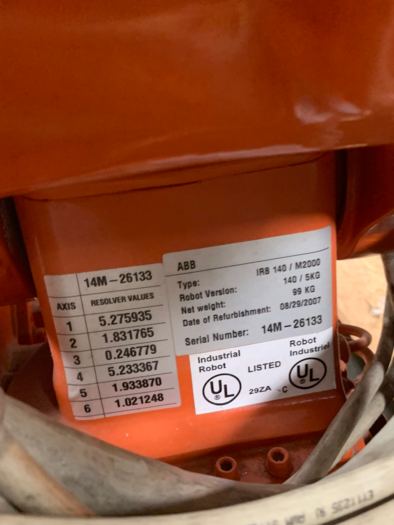 14M-26133
AXIS RESOLVER VALUES
1 5.275935
2 1.831765
3 0.246779
4 5.233367
5 1.933870
6 1.021248
ABB
Type: IRB 140 / M2000
Robot Version: 140 / 5KG
Net weight: 99 KG
Date of Refurbishment: 08/29/2007
Serial Number: 14M-26133
Industrial Robot
UL
®
LISTED
29ZA
C
Robot Industriel
UL
®